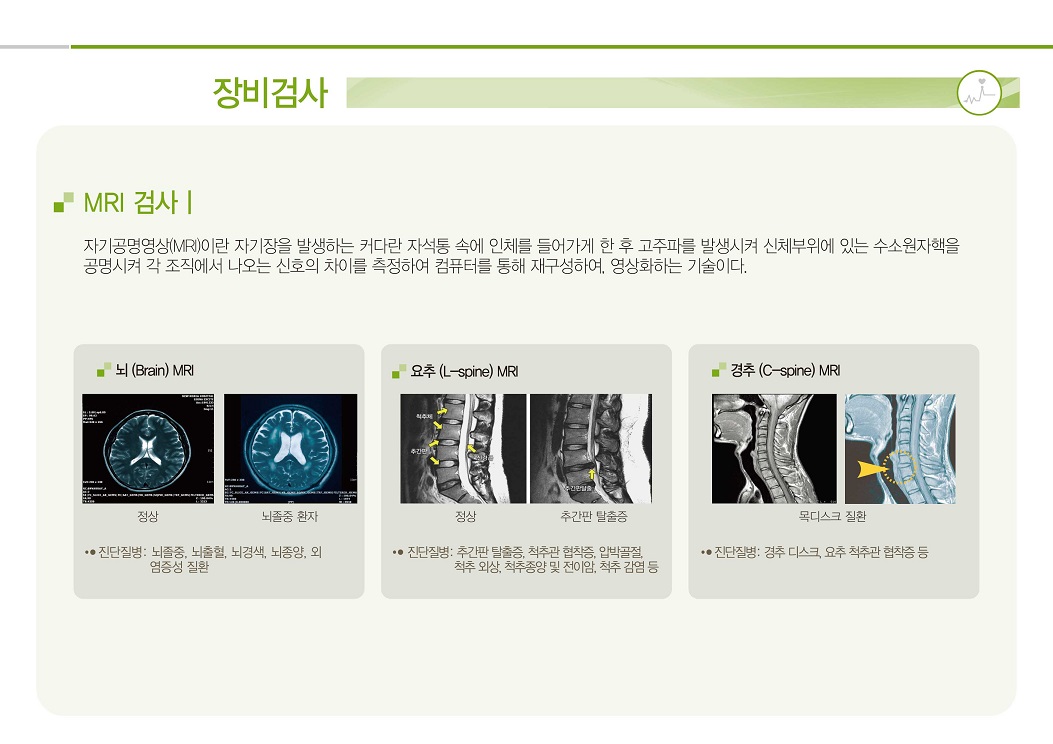 장비검사
MRI 검사 |
자기공명영상(MRI)이란 자기장을 발생하는 커다란 자석통 속에 인체를 들어가게 한 후 고주파를 발생시켜 신체부위에 있는 수소원자핵을
공명시켜 각 조직에서 나오는 신호의 차이를 측정하여 컴퓨터를 통해 재구성하여, 영상화하는 기술이다.
뇌 (Brain) MRI
정상
뇌졸중 환자
•● 진단질병: 뇌졸중, 뇌출혈, 뇌경색, 뇌종양, 외
염증성 질환
요추 (L-spine) MRI
척추체
추간판
추간판탈출
정상
추간판 탈출증
•● 진단질병: 추간판 탈출증, 척추관 협착증, 압박골절,
척추 외상, 척추종양 및 전이암, 척추 감염 등
경추 (C-spine) MRI
목디스크 질환
•● 진단질병: 경추 디스크, 요추 척추관 협착증 등